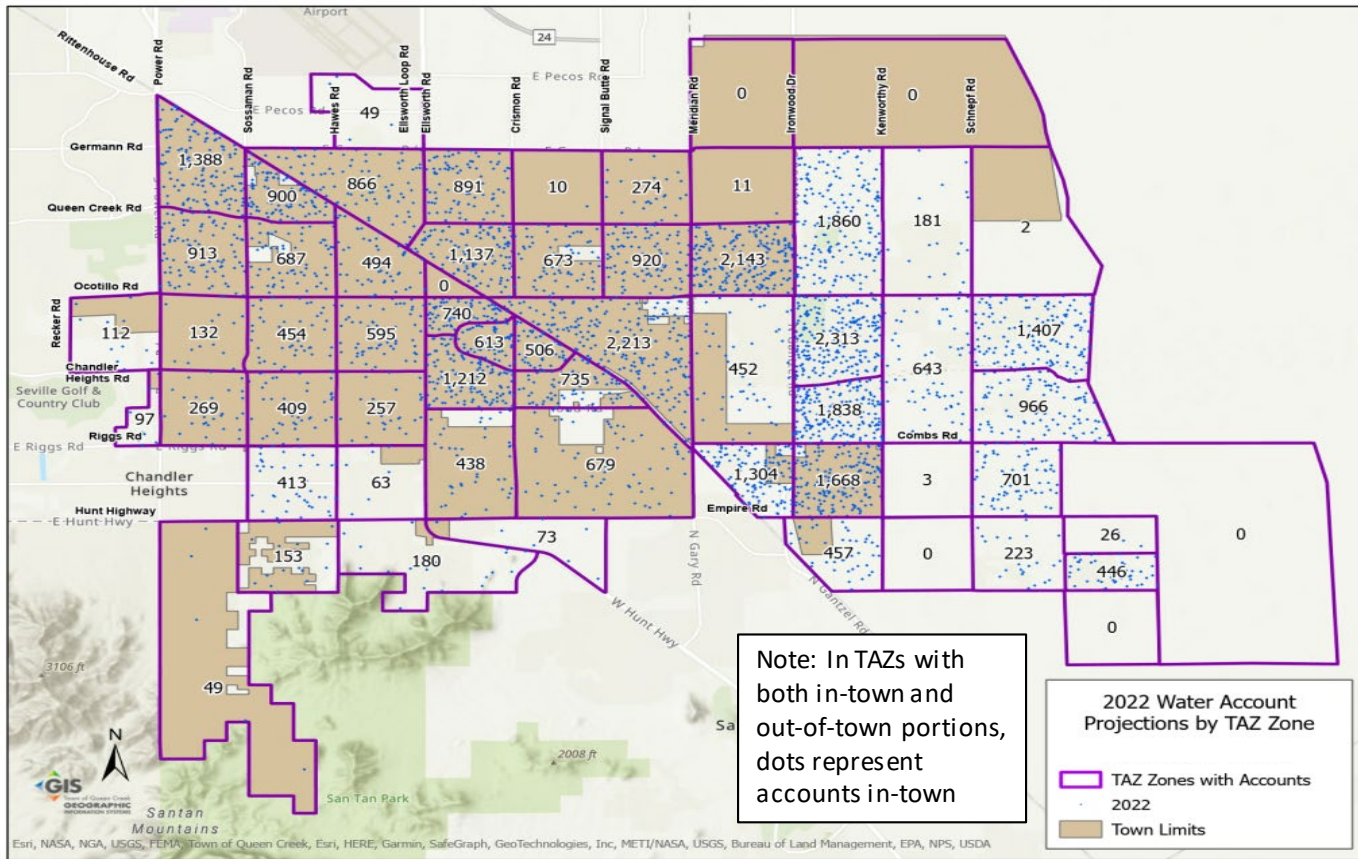 Airport
24
Rittenhouse Rd
Power Rd
Sossaman Rd
Hawes Rd
Ellsworth Loop Rd
Ellsworth Rd
Crismon Rd
Signal Butte Rd
Meridian Rd
Ironwood Dr
Kenworthy Rd
Schnepf Rd
E Pecos Rd
E Pecos Rd
0
0
49
Germann Rd
1,388
900
866
891
10
274
11
1,860
181
2
Queen Creek Rd
913
687
494
1,137
673
920
2,143
0
Ocotillo Rd
Recker Rd
112
132
454
595
740
613
506
2,213
452
2,313
643
1,407
Chandler
Heights Rd
Seville Golf &
Country Club
97
269
409
257
1,212
735
1,838
966
Riggs Rd
E Riggs Rd
E Riggs Rd
Combs Rd
Chandler
Heights
413
63
438
679
1,304
1,668
3
701
0
Hunt Highway
E Hunt Hwy
Empire Rd
153
180
73
457
0
223
26
446
0
N Gary Rd
N Gantzel Rd
W Hunt Hwy
3106 ft
49
2008 ft
San Tan Park
Santan
Mountains
N
GIS
Town of Queen Creek
GEOGRAPHIC
INFORMATION SYSTEMS
Note: In TAZs with
both in-town and
out-of-town portions,
dots represent
accounts in-town
2022 Water Account
Projections by TAZ Zone
TAZ Zones with Accounts
2022
Town Limits
Esri, NASA, NGA, USGS, FEMA, Town of Queen Creek, Esri, HERE, Garmin, SafeGraph, GeoTechnologies, Inc, METI/NASA, USGS, Bureau of Land Management, EPA, NPS, USDA